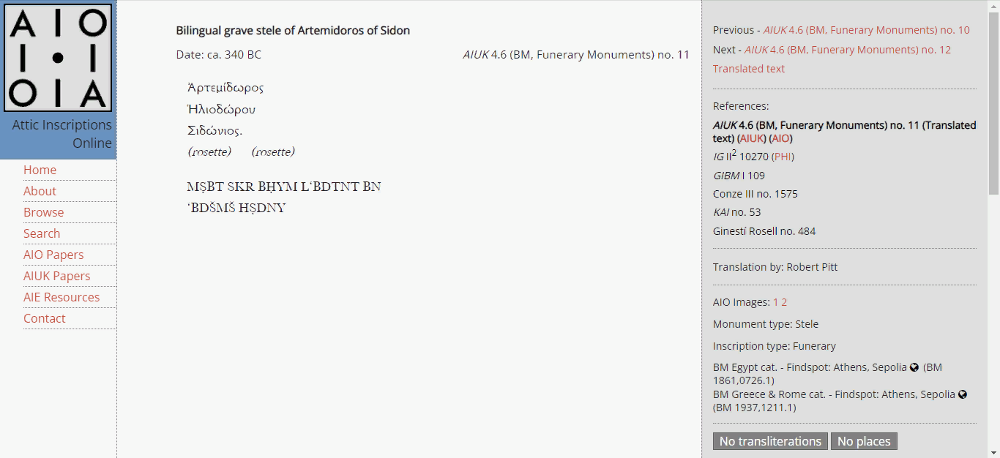 AIO
I•I
OIA
Attic Inscriptions
Online
Home
About
Browse
Search
AIO Papers
AIUK Papers
AIE Resources
Contact
Bilingual grave stele of Artemidoros of Sidon
Date: ca. 340 BC
AIUK 4.6 (BM, Funerary Monuments) no. 11
Ἀρτεμίδωρος
Ἡλιοδώρου
Σιδώνιος.
(rosette) (rosette)
MṢBT SKR BḤYM LʿBDTNT BN
ʿBDŠMŠ HṢDNY
Previous - AIUK 4.6 (BM, Funerary Monuments) no. 10
Next - AIUK 4.6 (BM, Funerary Monuments) no. 12
Translated text
References:
AIUK 4.6 (BM, Funerary Monuments) no. 11 (Translated
text) (AIUK) (AIO)
IG II² 10270 (PHI)
GIBM I 109
Conze III no. 1575
KAI no. 53
Ginestí Rosell no. 484
Translation by: Robert Pitt
AIO Images: 1 2
Monument type: Stele
Inscription type: Funerary
BM Egypt cat. - Findspot: Athens, Sepolia (BM
1861,0726.1)
BM Greece & Rome cat. - Findspot: Athens, Sepolia
(BM 1937,1211.1)
No transliterations No places